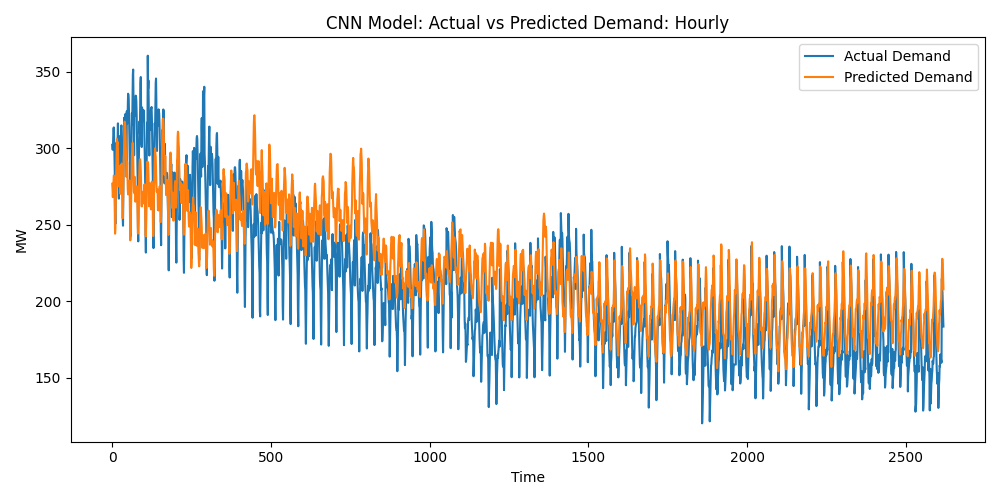 CNN Model: Actual vs Predicted Demand: Hourly
Actual Demand
Predicted Demand
MW
350
300
250
200
150
0 500 1000 1500 2000 2500
Time